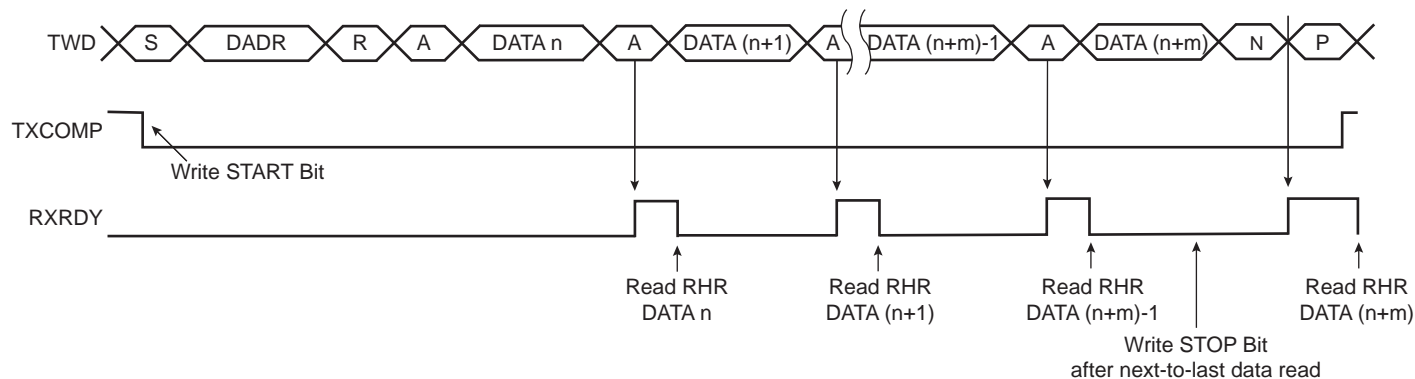 TWD S DADR R A DATA n A DATA (n+1) A DATA (n+m)-1 A DATA (n+m) N P
TXCOMP
Write START Bit
RXRDY
Read RHR Read RHR Read RHR Read RHR
DATA n DATA (n+1) DATA (n+m)-1 DATA (n+m)
Write STOP Bit
after next-to-last data read